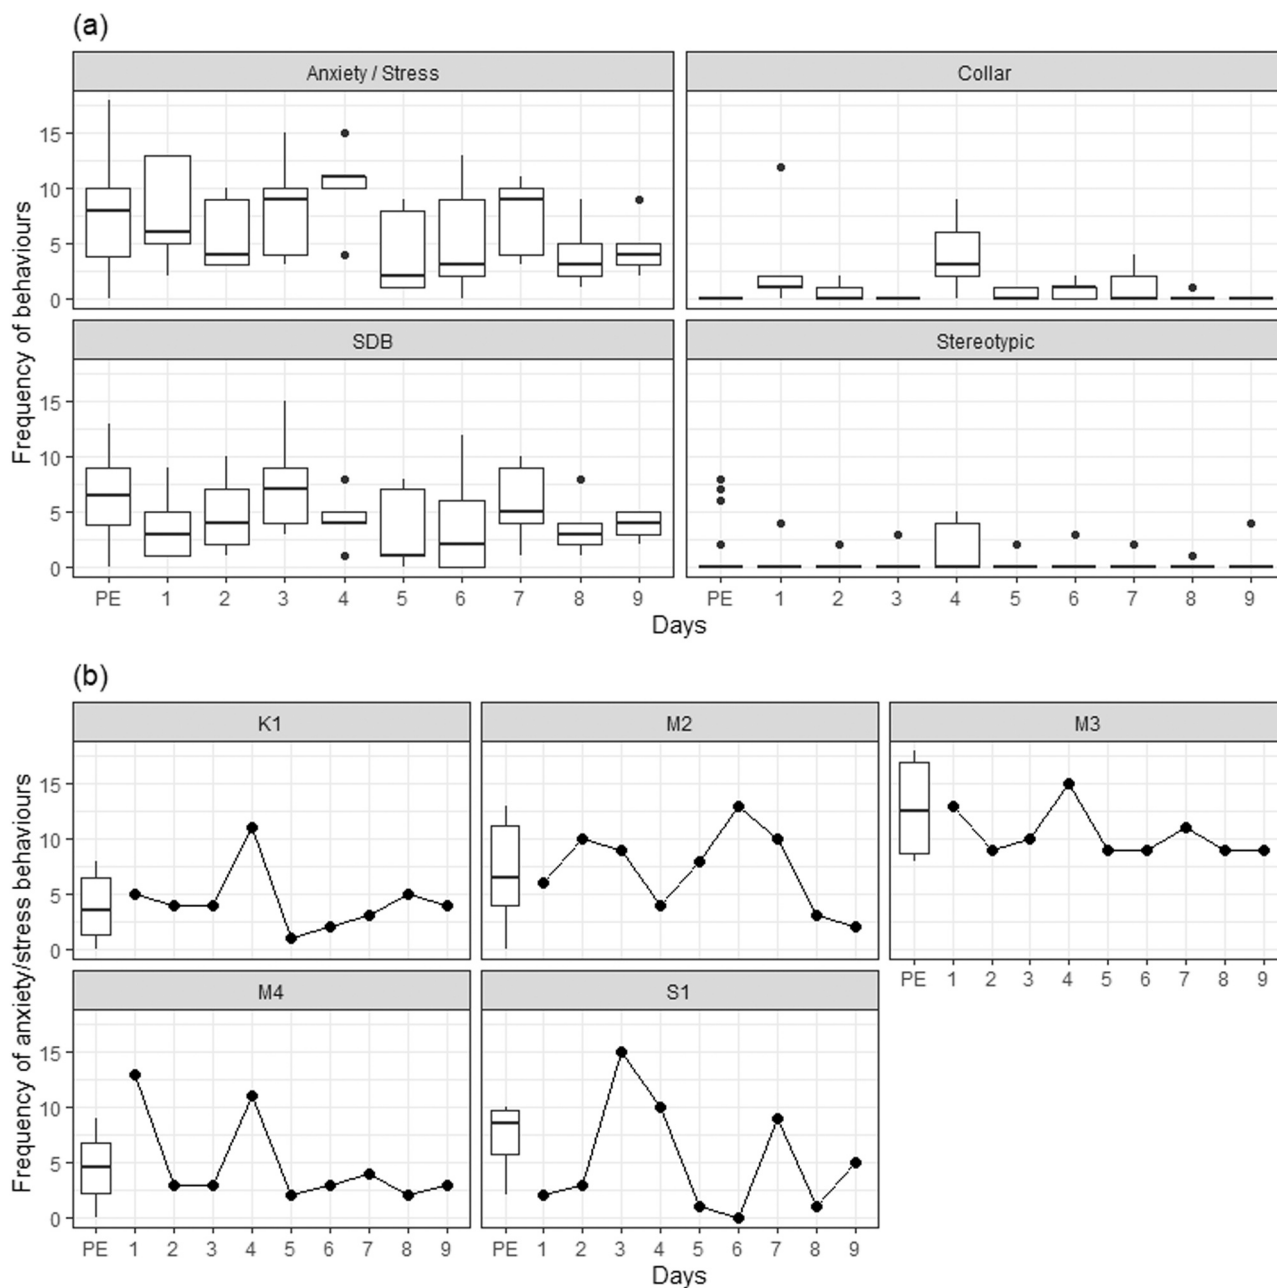 (a)
Anxiety / Stress
Collar
15
10
5
0
SDB
Stereotypic
15
10
5
0
Frequency of behaviours
PE 1 2 3 4 5 6 7 8 9
PE 1 2 3 4 5 6 7 8 9
Days
(b)
K1
M2
M3
15
10
5
0
PE 1 2 3 4 5 6 7 8 9
M4
S1
15
10
5
0
Frequency of anxiety/stress behaviours
PE 1 2 3 4 5 6 7 8 9
PE 1 2 3 4 5 6 7 8 9
Days